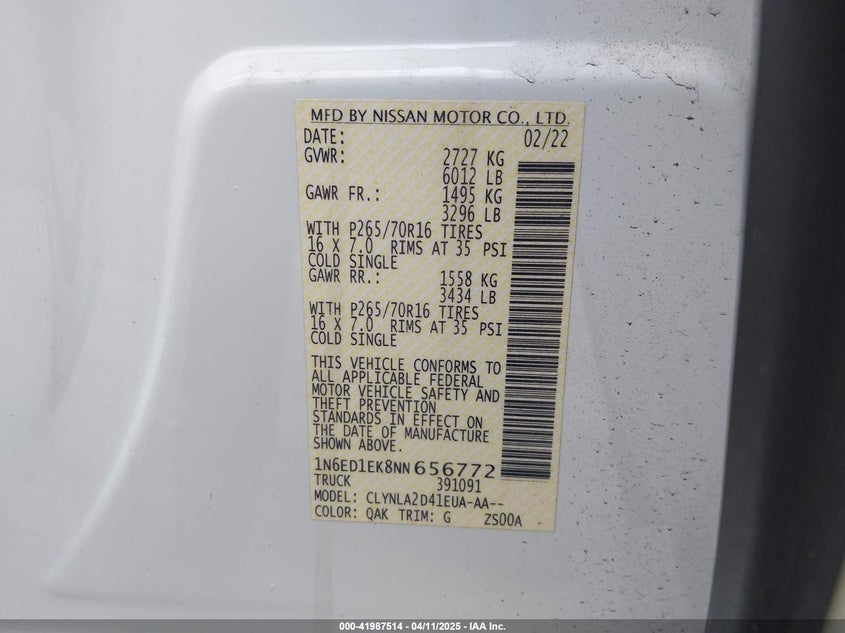 MFD BY NISSAN MOTOR CO., LTD.
DATE: 02/22
GVWR: 2727 KG
6012 LB
GAWR FR.: 1495 KG
3296 LB
WITH P265/70R16 TIRES
16 X 7.0 RIMS AT 35 PSI
COLD SINGLE
GAWR RR.: 1558 KG
3434 LB
WITH P265/70R16 TIRES
16 X 7.0 RIMS AT 35 PSI
COLD SINGLE
THIS VEHICLE CONFORMS TO
ALL APPLICABLE FEDERAL
MOTOR VEHICLE SAFETY AND
THEFT PREVENTION
STANDARDS IN EFFECT ON
THE DATE OF MANUFACTURE
SHOWN ABOVE.
1N6ED1EK8NN656772
TRUCK 391091
MODEL: CLYNLA2D41EUA-AA--
COLOR: QAK TRIM: G ZS00A
000-41987514 - 04/11/2025 - IAA Inc.